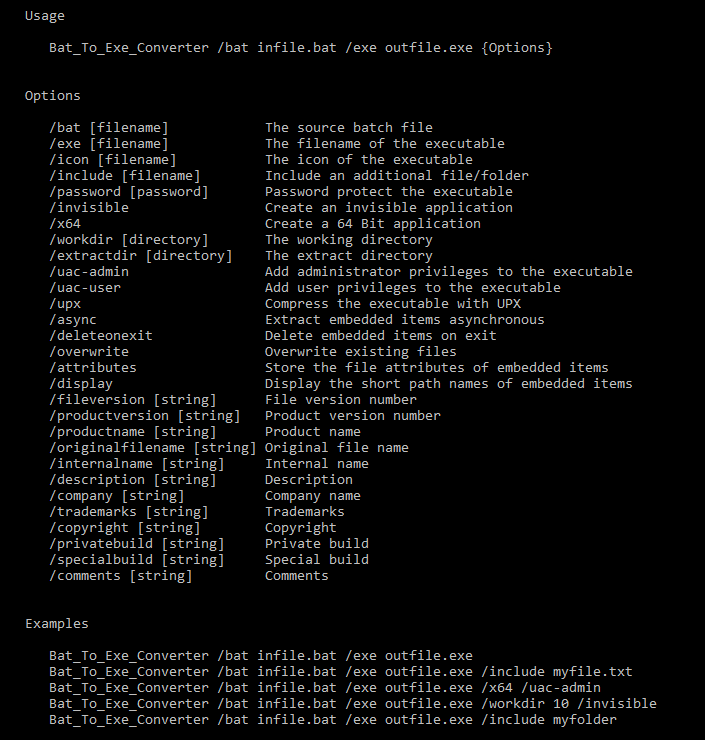 Usage
Bat_To_Exe_Converter /bat infile.bat /exe outfile.exe {Options}
Options
/bat [filename] The source batch file
/exe [filename] The filename of the executable
/icon [filename] The icon of the executable
/include [filename] Include an additional file/folder
/password [password] Password protect the executable
/invisible Create an invisible application
/x64 Create a 64 Bit application
/workdir [directory] The working directory
/extractdir [directory] The extract directory
/uac-admin Add administrator privileges to the executable
/uac-user Add user privileges to the executable
/upx Compress the executable with UPX
/async Extract embedded items asynchronous
/deleteonexit Delete embedded items on exit
/overwrite Overwrite existing files
/attributes Store the file attributes of embedded items
/display Display the short path names of embedded items
/fileversion [string] File version number
/productversion [string] Product version number
/productname [string] Product name
/originalfilename [string] Original file name
/internalname [string] Internal name
/description [string] Description
/company [string] Company name
/trademarks [string] Trademarks
/copyright [string] Copyright
/privatebuild [string] Private build
/specialbuild [string] Special build
/comments [string] Comments
Examples
Bat_To_Exe_Converter /bat infile.bat /exe outfile.exe
Bat_To_Exe_Converter /bat infile.bat /exe outfile.exe /include myfile.txt
Bat_To_Exe_Converter /bat infile.bat /exe outfile.exe /x64 /uac-admin
Bat_To_Exe_Converter /bat infile.bat /exe outfile.exe /workdir 10 /invisible
Bat_To_Exe_Converter /bat infile.bat /exe outfile.exe /include myfolder